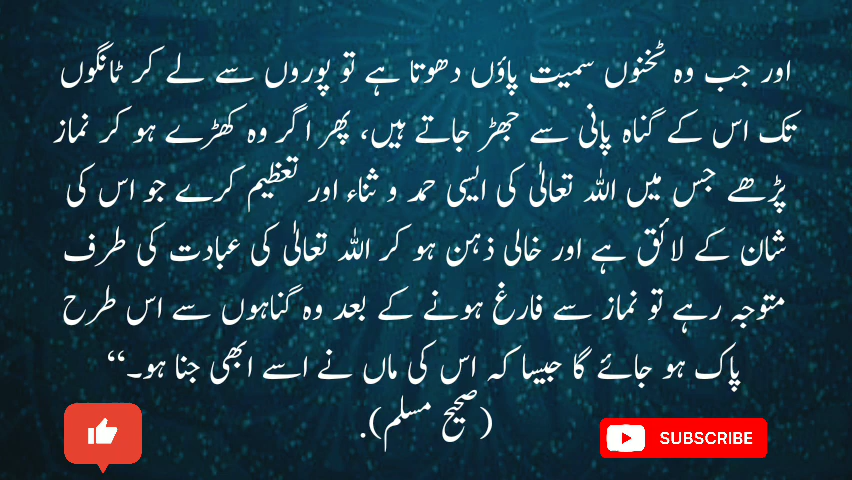 اور جب وہ ٹخنوں سمیت پاؤں دھوتا ہے تو پوروں سے لے کر ٹانگوں
تک اس کے گناہ پانی سے جھڑ جاتے ہیں، پھر اگر وہ کھڑے ہو کر نماز
پڑھے جس میں اللہ تعالیٰ کی ایسی حمد و ثناء اور تعظیم کرے جو اس کی
شان کے لائق ہے اور خالی ذہن ہو کر اللہ تعالیٰ کی عبادت کی طرف
متوجہ رہے تو نماز سے فارغ ہونے کے بعد وہ گناہوں سے اس طرح
پاک ہو جائے گا جیسا کہ اس کی ماں نے اسے ابھی جنا ہو۔‘‘
(صحیح مسلم).
SUBSCRIBE